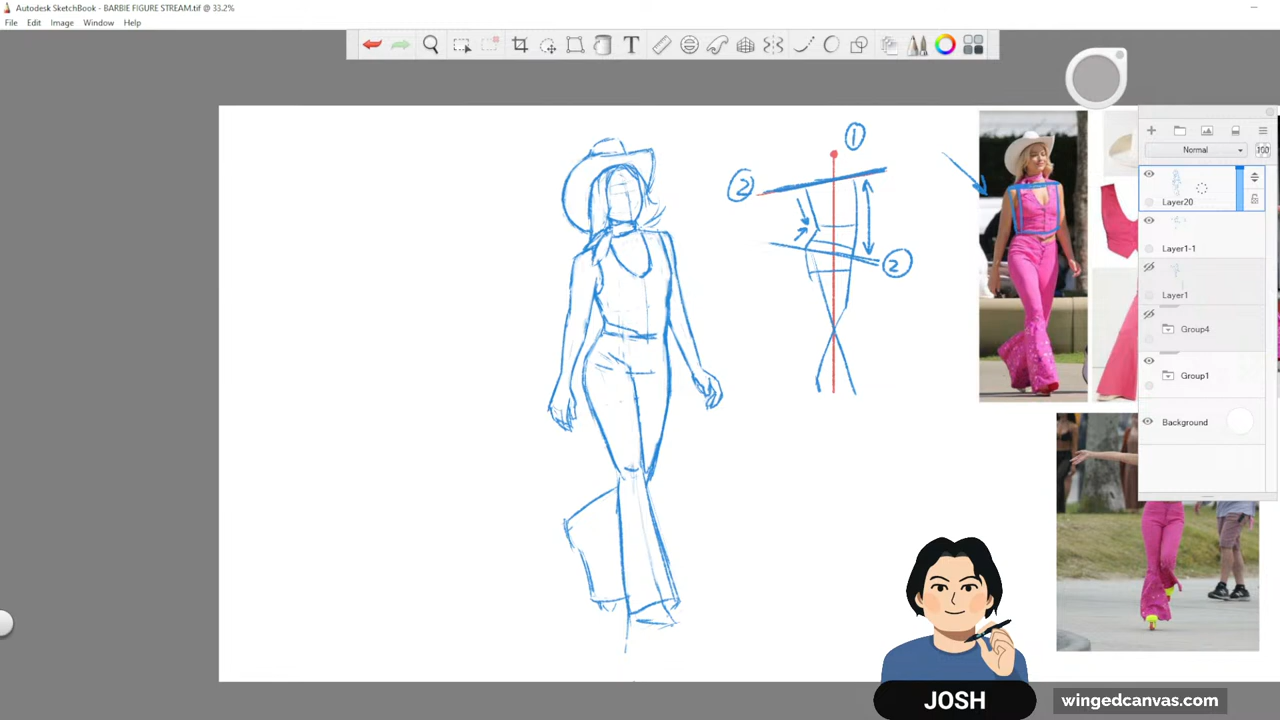 Autodesk SketchBook - BARBIE FIGURE STREAM.tif @ 33.2%
File Edit Image Window Help
T
①
②
②
Normal
100
Layer20
Layer1-1
Layer1
Group4
Group1
Background
JOSH
wingedcanvas.com